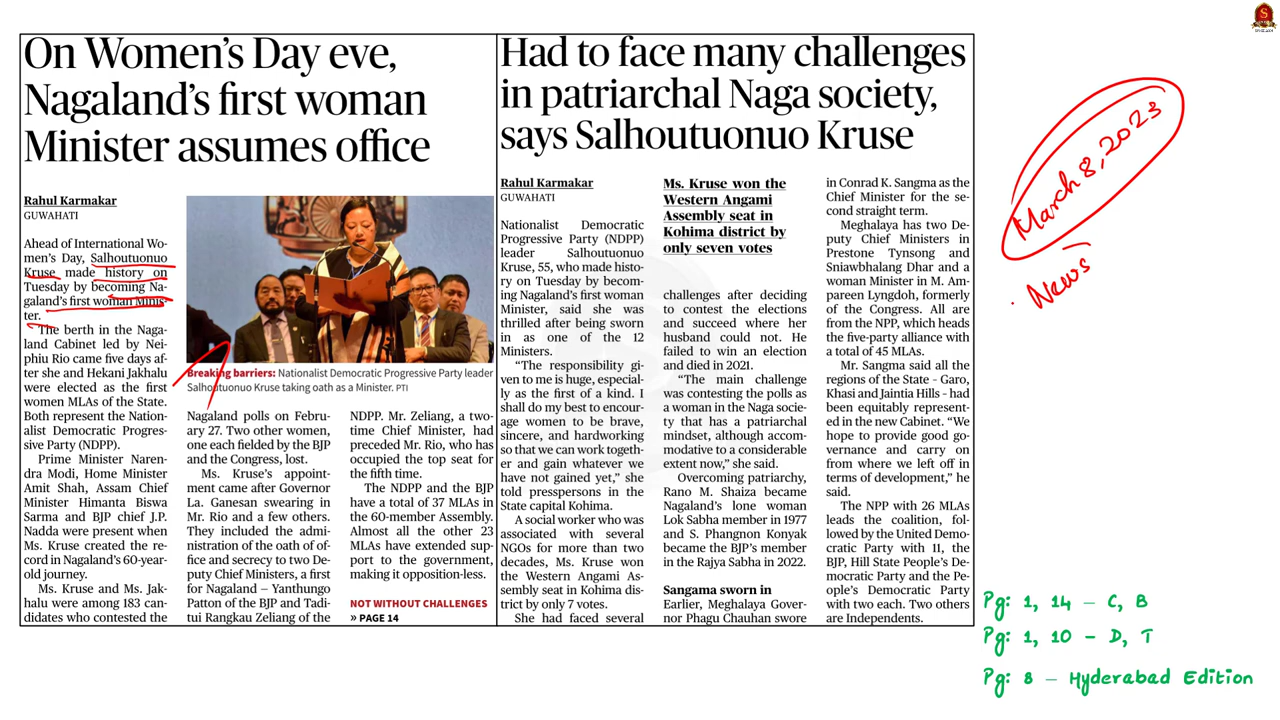 On Women's Day eve,
Nagaland's first woman
Minister assumes office
Rahul Karmakar
GUWAHATI
Ahead of International Wo-
men's Day, Salhoutuonuo
Kruse made history on
Tuesday by becoming Na-
galand's first woman Minis-
ter.
The berth in the Naga-
land Cabinet led by Nei-
phiu Rio came five days af-
ter she and Hekani Jakhalu
were elected as the first
women MLAs of the State.
Both represent the Nation-
alist Democratic Progres-
sive Party (NDPP).
Prime Minister Naren-
dra Modi, Home Minister
Amit Shah, Assam Chief
Minister Himanta Biswa
Sarma and BJP chief J.P.
Nadda were present when
Ms. Kruse created the re-
cord in Nagaland's 60-year-
old journey.
Ms. Kruse and Ms. Jak-
halu were among 183 can-
didates who contested the
Breaking barriers: Nationalist Democratic Progressive Party leader
Salhoutuonuo Kruse taking oath as a Minister. PTI
Nagaland polls on Febru-
ary 27. Two other women,
one each fielded by the BJP
and the Congress, lost.
Ms. Kruse's appoint-
ment came after Governor
La. Ganesan swearing in
Mr. Rio and a few others.
They included the admi-
nistration of the oath of of-
fice and secrecy to two De-
puty Chief Ministers, a first
for Nagaland – Yanthungo
Patton of the BJP and Tadi-
tui Rangkau Zeliang of the
NDPP. Mr. Zeliang, a two-
time Chief Minister, had
preceded Mr. Rio, who has
occupied the top seat for
the fifth time.
The NDPP and the BJP
have a total of 37 MLAs in
the 60-member Assembly.
Almost all the other 23
MLAs have extended sup-
port to the government,
making it opposition-less.
NOT WITHOUT CHALLENGES
» PAGE 14
Had to face many challenges
in patriarchal Naga society,
says Salhoutuonuo Kruse
Rahul Karmakar
GUWAHATI
Nationalist Democratic
Progressive Party (NDPP)
leader Salhoutuonuo
Kruse, 55, who made histo-
ry on Tuesday by becom-
ing Nagaland's first woman
Minister, said she was
thrilled after being sworn
in as one of the 12
Ministers.
"The responsibility gi-
ven to me is huge, especial-
ly as the first of a kind. I
shall do my best to encour-
age women to be brave,
sincere, and hardworking
so that we can work togeth-
er and gain whatever we
have not gained yet," she
told presspersons in the
State capital Kohima.
A social worker who was
associated with several
NGOs for more than two
decades, Ms. Kruse won
the Western Angami As-
sembly seat in Kohima dis-
trict by only 7 votes.
She had faced several
Ms. Kruse won the
Western Angami
Assembly seat in
Kohima district by
only seven votes
challenges after deciding
to contest the elections
and succeed where her
husband could not. He
failed to win an election
and died in 2021.
"The main challenge
was contesting the polls as
a woman in the Naga socie-
ty that has a patriarchal
mindset, although accom-
modative to a considerable
extent now," she said.
Overcoming patriarchy,
Rano M. Shaiza became
Nagaland's lone woman
Lok Sabha member in 1977
and S. Phangnon Konyak
became the BJP's member
in the Rajya Sabha in 2022.
Sangama sworn in
Earlier, Meghalaya Gover-
nor Phagu Chauhan swore
in Conrad K. Sangma as the
Chief Minister for the se-
cond straight term.
Meghalaya has two De-
puty Chief Ministers in
Prestone Tynsong and
Sniawbhalang Dhar and a
woman Minister in M. Am-
pareen Lyngdoh, formerly
of the Congress. All are
from the NPP, which heads
the five-party alliance with
a total of 45 MLAs.
Mr. Sangma said all the
regions of the State – Garo,
Khasi and Jaintia Hills – had
been equitably represent-
ed in the new Cabinet. "We
hope to provide good go-
vernance and carry on
from where we left off in
terms of development," he
said.
The NPP with 26 MLAs
leads the coalition, fol-
lowed by the United Demo-
cratic Party with 11, the
BJP, Hill State People's De-
mocratic Party and the Pe-
ople's Democratic Party
with two each. Two others
are Independents.
March 8, 2023
News
Pg: 1, 14 – C, B
Pg: 1, 10 – D, T
Pg: 8 – Hyderabad Edition